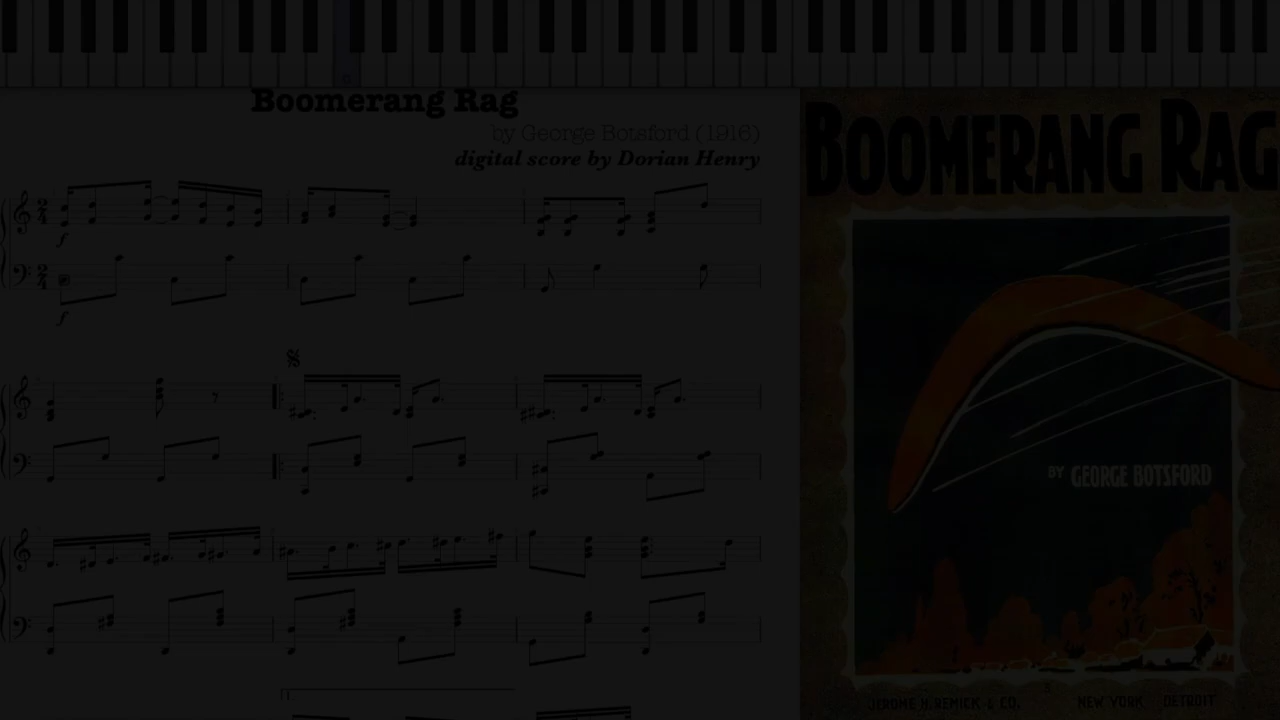 Boomerang Rag
by George Botsford (1916)
digital score by Dorian Henry
f
f
1.
BOOMERANG RAG
BY GEORGE BOTSFORD
JEROME H. REMICK & CO. NEW YORK DETROIT